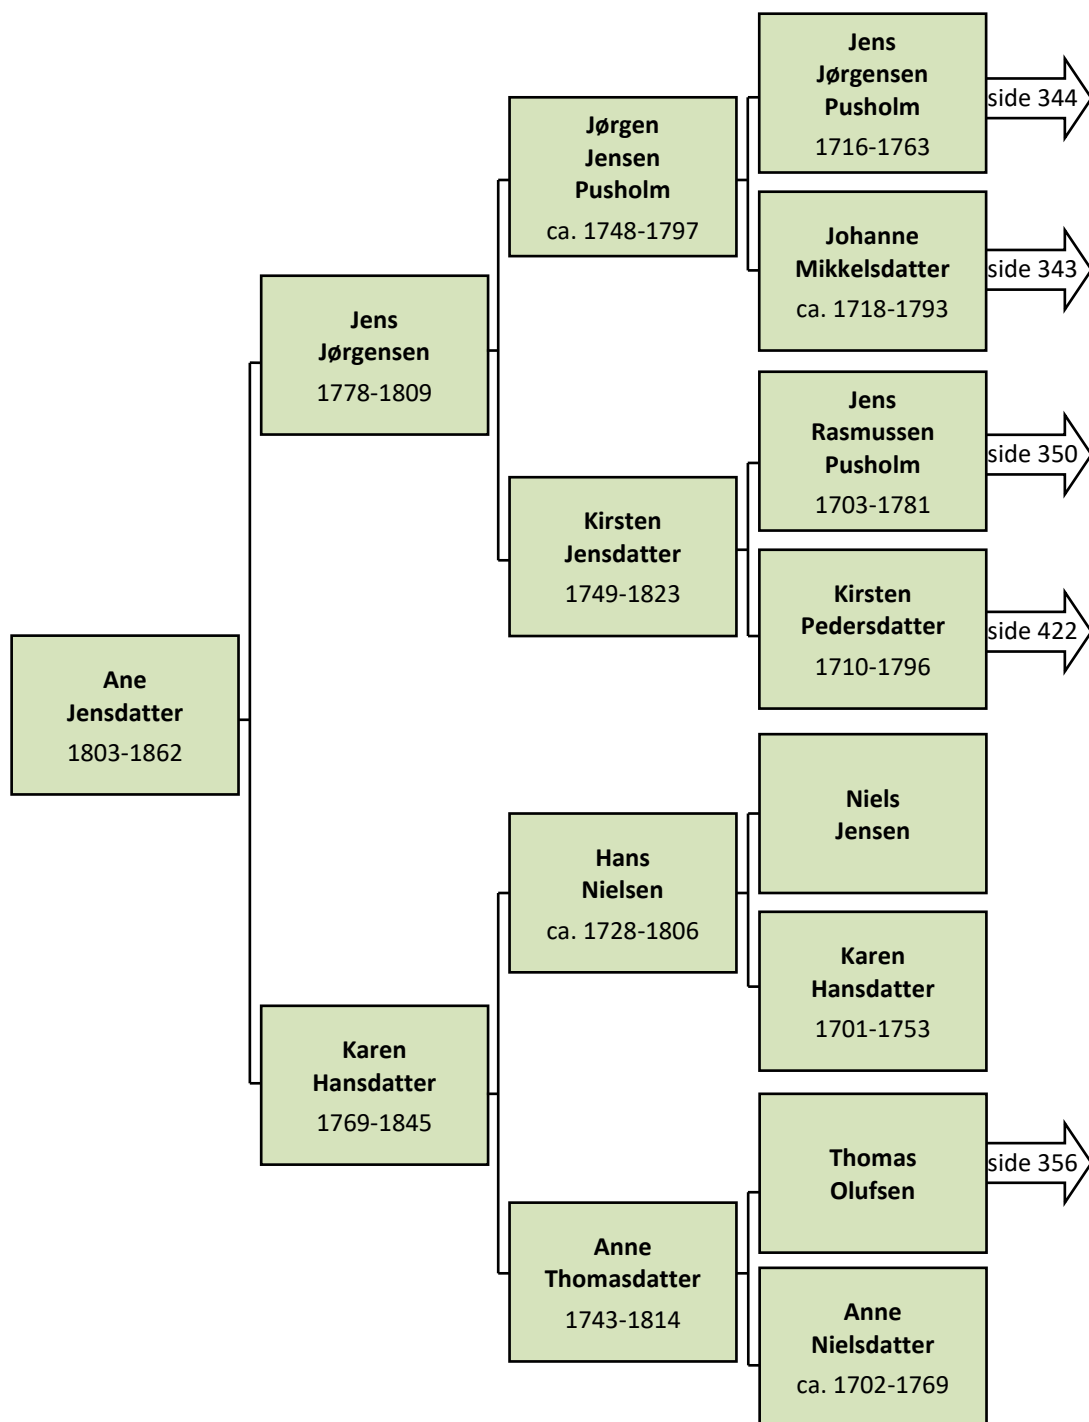 Jens
Jørgensen
Pusholm
1716-1763
side 344
Jørgen
Jensen
Pusholm
ca. 1748-1797
Johanne
Mikkelsdatter
ca. 1718-1793
side 343
Jens
Jørgensen
1778-1809
Jens
Rasmussen
Pusholm
1703-1781
side 350
Kirsten
Jensdatter
1749-1823
Kirsten
Pedersdatter
1710-1796
side 422
Ane
Jensdatter
1803-1862
Niels
Jensen
Hans
Nielsen
ca. 1728-1806
Karen
Hansdatter
1701-1753
Karen
Hansdatter
1769-1845
Thomas
Olufsen
side 356
Anne
Thomasdatter
1743-1814
Anne
Nielsdatter
ca. 1702-1769